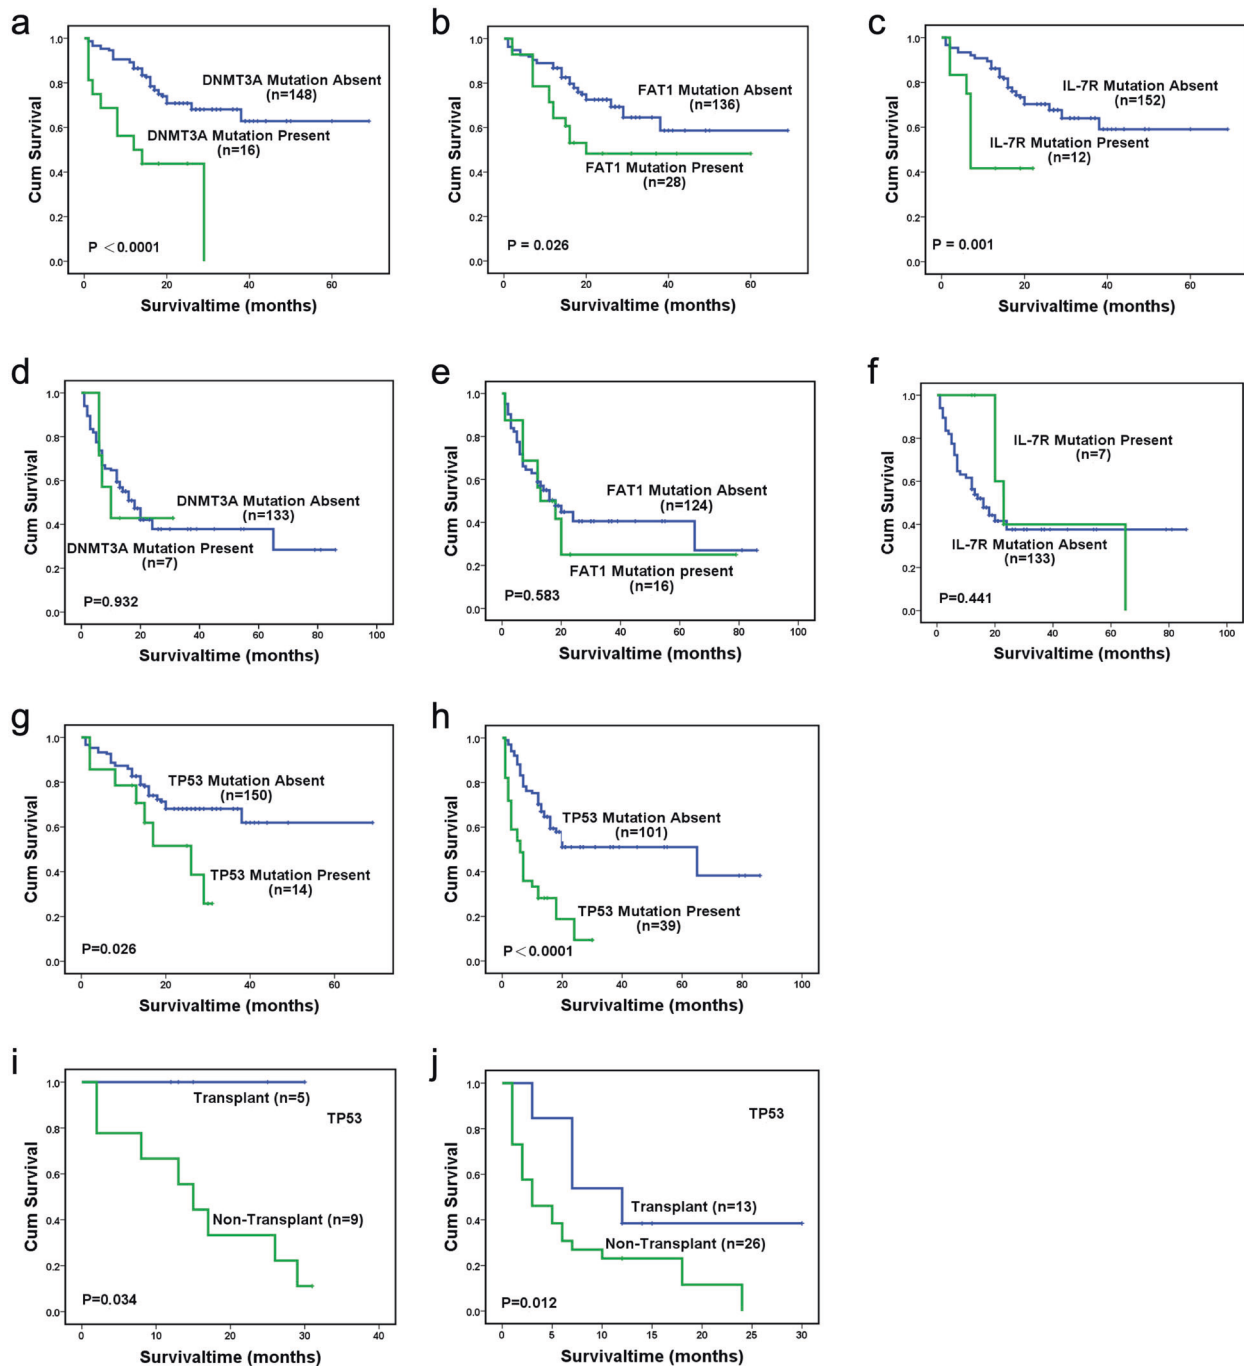 a
Cum Survival
1.0
0.8
0.6
0.4
0.2
0.0
DNMT3A Mutation Absent
(n=148)
DNMT3A Mutation Present
(n=16)
P <0.0001
0 20 40 60
Survivaltime (months)
b
Cum Survival
1.0
0.8
0.6
0.4
0.2
0.0
FAT1 Mutation Absent
(n=136)
FAT1 Mutation Present
(n=28)
P = 0.026
0 20 40 60
Survivaltime (months)
c
Cum Survival
1.0
0.8
0.6
0.4
0.2
0.0
IL-7R Mutation Absent
(n=152)
IL-7R Mutation Present
(n=12)
P = 0.001
0 20 40 60
Survivaltime (months)
d
Cum Survival
1.0
0.8
0.6
0.4
0.2
0.0
DNMT3A Mutation Absent
(n=133)
DNMT3A Mutation Present
(n=7)
P=0.932
0 20 40 60 80 100
Survivaltime (months)
e
Cum Survival
1.0
0.8
0.6
0.4
0.2
0.0
FAT1 Mutation Absent
(n=124)
FAT1 Mutation present
(n=16)
P=0.583
0 20 40 60 80 100
Survivaltime (months)
f
Cum Survival
1.0
0.8
0.6
0.4
0.2
0.0
IL-7R Mutation Present
(n=7)
IL-7R Mutation Absent
(n=133)
P=0.441
0 20 40 60 80 100
Survivaltime (months)
g
Cum Survival
1.0
0.8
0.6
0.4
0.2
0.0
TP53 Mutation Absent
(n=150)
TP53 Mutation Present
(n=14)
P=0.026
0 20 40 60
Survivaltime (months)
h
Cum Survival
1.0
0.8
0.6
0.4
0.2
0.0
TP53 Mutation Absent
(n=101)
TP53 Mutation Present
(n=39)
P<0.0001
0 20 40 60 80 100
Survivaltime (months)
i
Cum Survival
1.0
0.8
0.6
0.4
0.2
0.0
Transplant (n=5)
TP53
Non-Transplant (n=9)
P=0.034
0 10 20 30 40
Survivaltime (months)
j
Cum Survival
1.0
0.8
0.6
0.4
0.2
0.0
TP53
Transplant (n=13)
Non-Transplant (n=26)
P=0.012
0 5 10 15 20 25 30
Survivaltime (months)